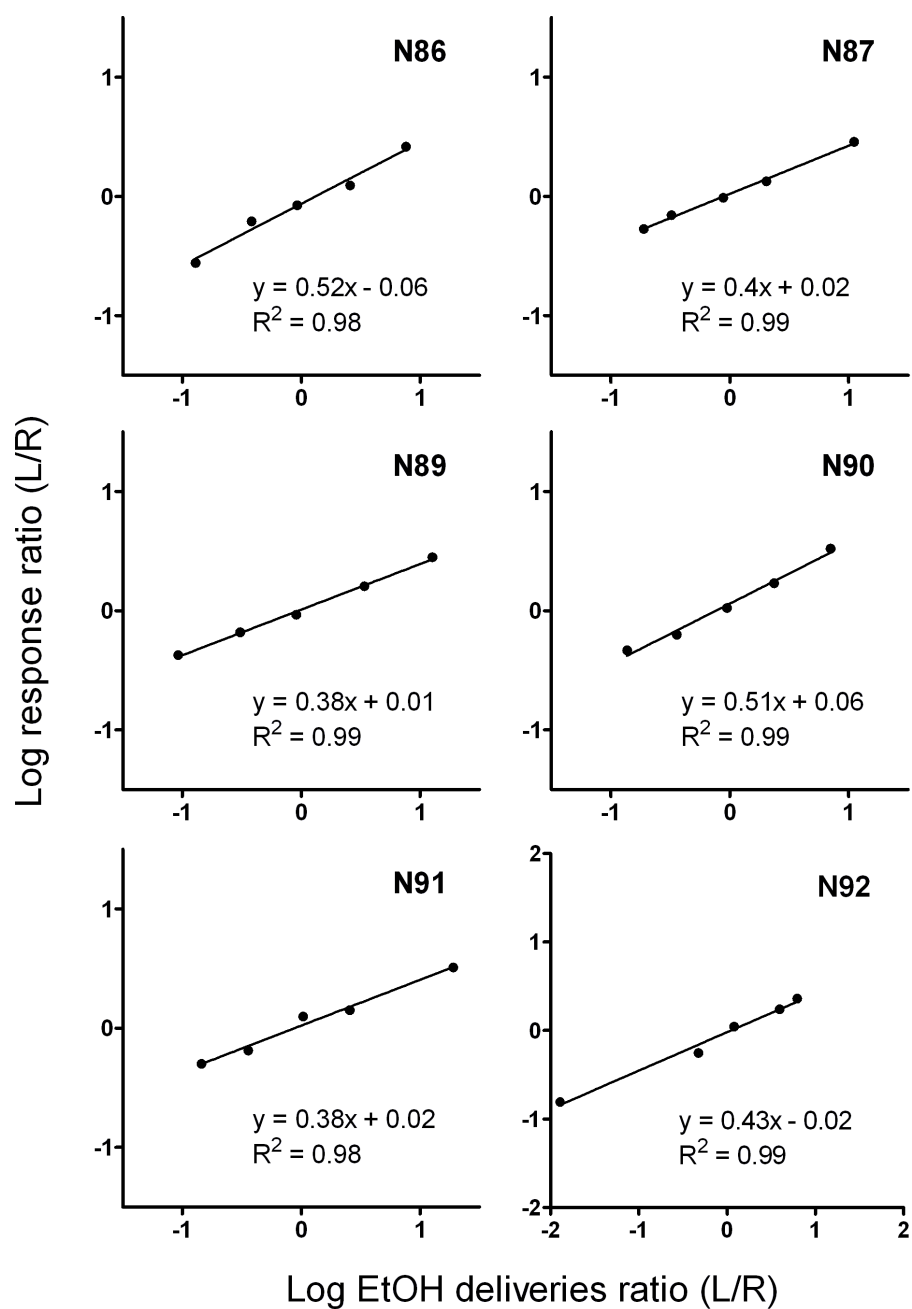 N86
1
0
-1
y = 0.52x - 0.06
R² = 0.98
-1 0 1
N87
1
0
-1
y = 0.4x + 0.02
R² = 0.99
-1 0 1
N89
1
0
-1
y = 0.38x + 0.01
R² = 0.99
-1 0 1
N90
1
0
-1
y = 0.51x + 0.06
R² = 0.99
-1 0 1
N91
1
0
-1
y = 0.38x + 0.02
R² = 0.98
-1 0 1
N92
2
1
0
-1
-2
y = 0.43x - 0.02
R² = 0.99
-2 -1 0 1 2
Log response ratio (L/R)
Log EtOH deliveries ratio (L/R)